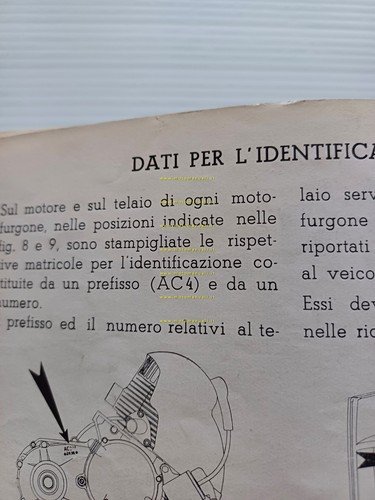 DATI PER L'IDENTIFICA
Sul motore e sul telaio di ogni moto-
furgone, nelle posizioni indicate nelle
fig. 8 e 9, sono stampigliate le rispet-
tive matricole per l'identificazione co-
stituite da un prefisso (AC4) e da un
numero.
prefisso ed il numero relativi al te-
laio serv
furgone
riportati
al veico
Essi dev
nelle ric